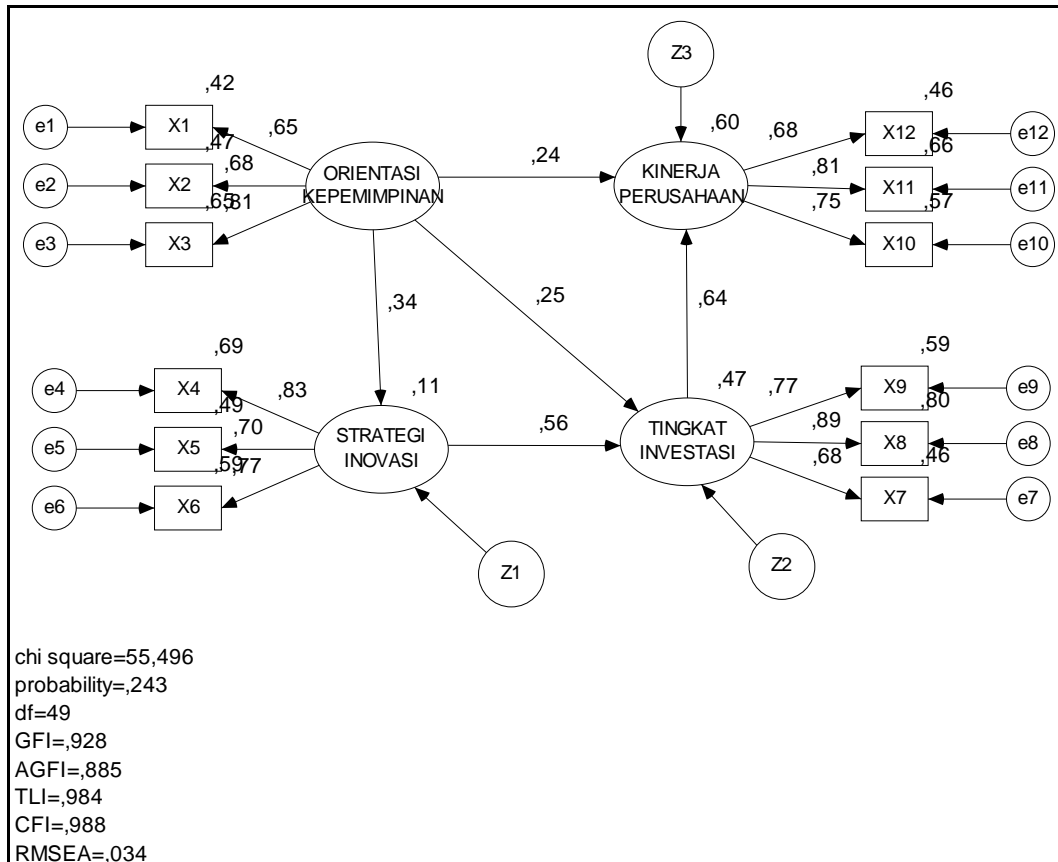 Z3
,42
,46
e1
X1
,65
,60
,68
X12
e12
,47
,66
ORIENTASI
KEPEMIMPINAN
,24
KINERJA
PERUSAHAAN
e2
X2
,68
,81
X11
e11
,65
,81
,75
,57
e3
X3
X10
e10
,34
,25
,64
,69
,59
e4
X4
,83
,11
,47
,77
X9
e9
,49
,80
STRATEGI
INOVASI
,56
TINGKAT
INVESTASI
e5
X5
,70
,89
X8
e8
,59
,77
,68
,46
e6
X6
X7
e7
Z1
Z2
chi square=55,496
probability=,243
df=49
GFI=,928
AGFI=,885
TLI=,984
CFI=,988
RMSEA=,034